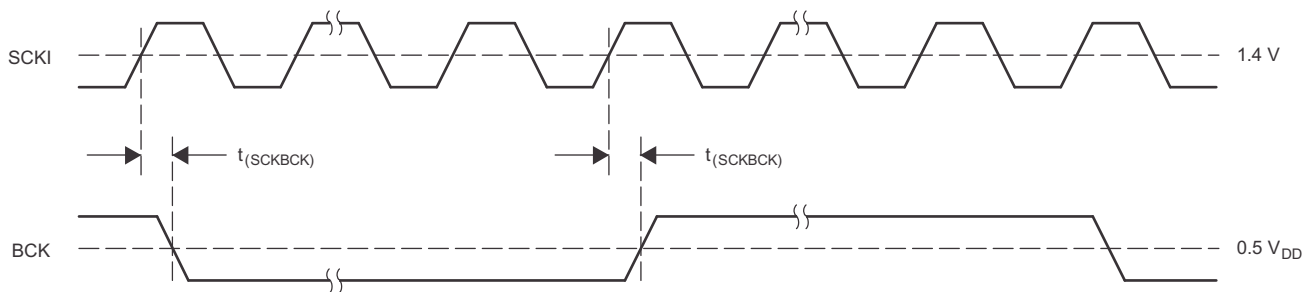 SCKI
1.4 V
t(SCKBCK)
t(SCKBCK)
BCK
0.5 VDD